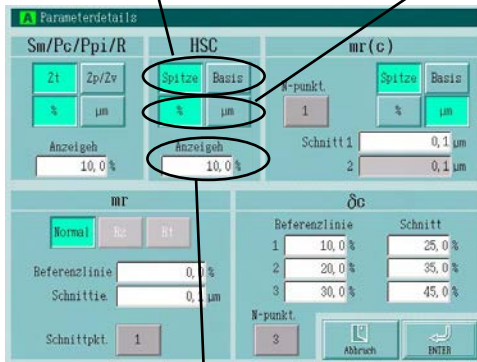 A Parameterdetails
Sm/Pc/Ppi/R
Zt Zp/Zv
% µm
Anzeigeh
10,0 %
HSC
Spitze Basis
% µm
Anzeigeh
10,0 %
mr(c)
N-punkt.
1
Spitze Basis
% µm
Schnitt 1 0,1 µm
2 0,1 µm
mr
Normal Rz Rt
Referenzlinie 0,0 %
Schnittie. 0, µm
Schnittpkt. 1
δc
Referenzlinie Schnitt
1 10,0 % 25,0 %
2 20,0 % 35,0 %
3 30,0 % 45,0 %
N-punkt.
3
Abbruch ENTER